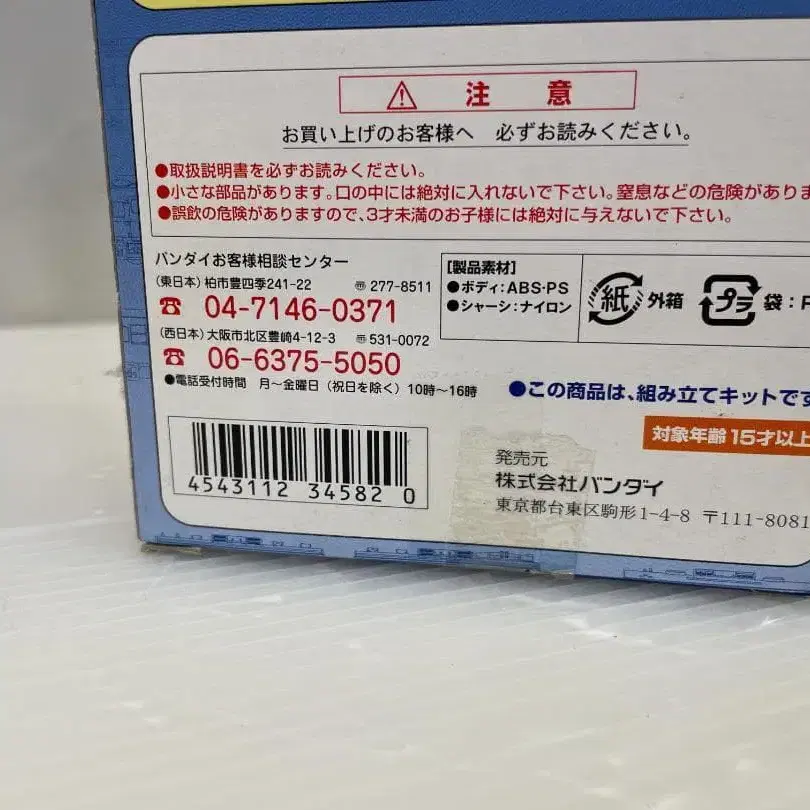 ⚠ 注意
お買い上げのお客様へ 必ずお読みください。
●取扱説明書を必ずお読みください。
●小さな部品があります。口の中には絶対に入れないで下さい。窒息などの危険がありま
●誤飲の危険がありますので、3才未満のお子様には絶対に与えないで下さい。
バンダイお客様相談センター
(東日本) 柏市豊四季241-22 〠277-8511
☎ 04-7146-0371
(西日本) 大阪市北区豊崎4-12-3 〠531-0072
☎ 06-6375-5050
●電話受付時間 月〜金曜日(祝日を除く)10時〜16時
[製品素材]
●ボディ:ABS・PS
●シャーシ:ナイロン
紙 外箱
プラ 袋:P
●この商品は、組み立てキットです
対象年齢15才以上
4543112 34582 0
発売元
株式会社バンダイ
東京都台東区駒形1-4-8 〒111-8081